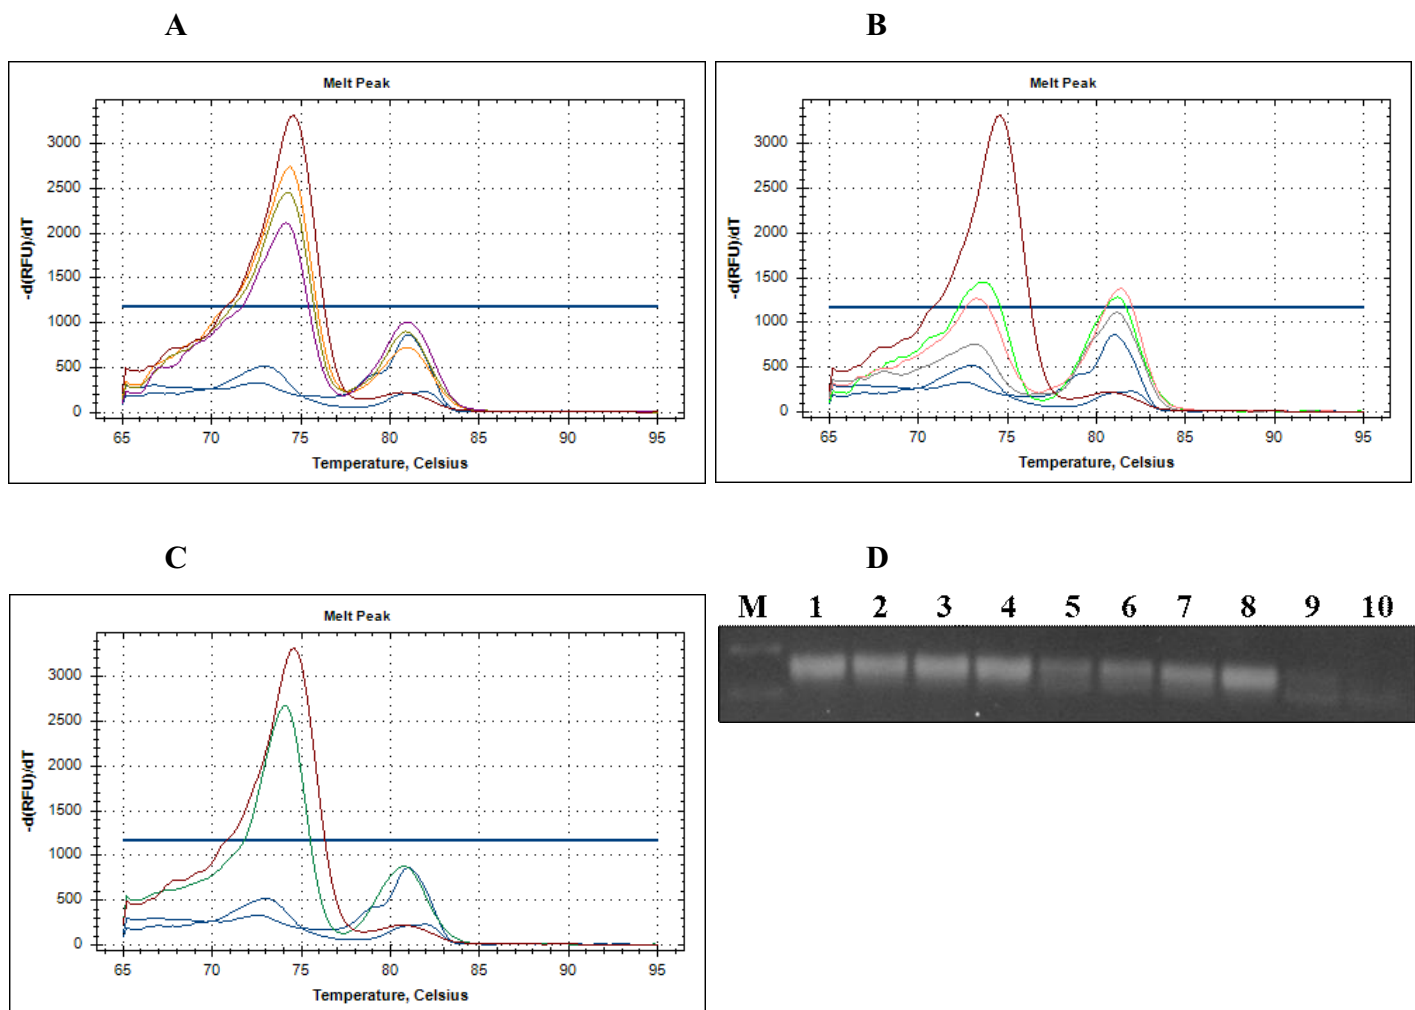 A
B
Melt Peak
-d(RFU)/dT
3000
2500
2000
1500
1000
500
0
65 70 75 80 85 90 95
Temperature, Celsius
Melt Peak
-d(RFU)/dT
3000
2500
2000
1500
1000
500
0
65 70 75 80 85 90 95
Temperature, Celsius
C
D
Melt Peak
-d(RFU)/dT
3000
2500
2000
1500
1000
500
0
65 70 75 80 85 90 95
Temperature, Celsius
M 1 2 3 4 5 6 7 8 9 10